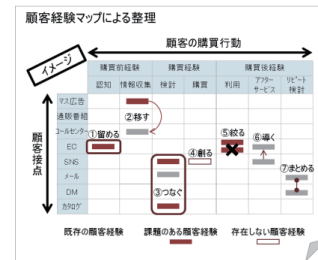 顧客経験マップによる整理
顧客の購買行動
イメージ
購買前経験 購買経験 購買後経験
認知 情報収集 検討 購買 利用 アフターサービス リピート検討
顧客接点
マス広告
通販番組
コールセンター
EC
SNS
メール
DM
カタログ
①留める
②移す
③つなぐ
④創る
⑤絞る
⑥導く
⑦まとめる
既存の顧客経験 課題のある顧客経験 存在しない顧客経験